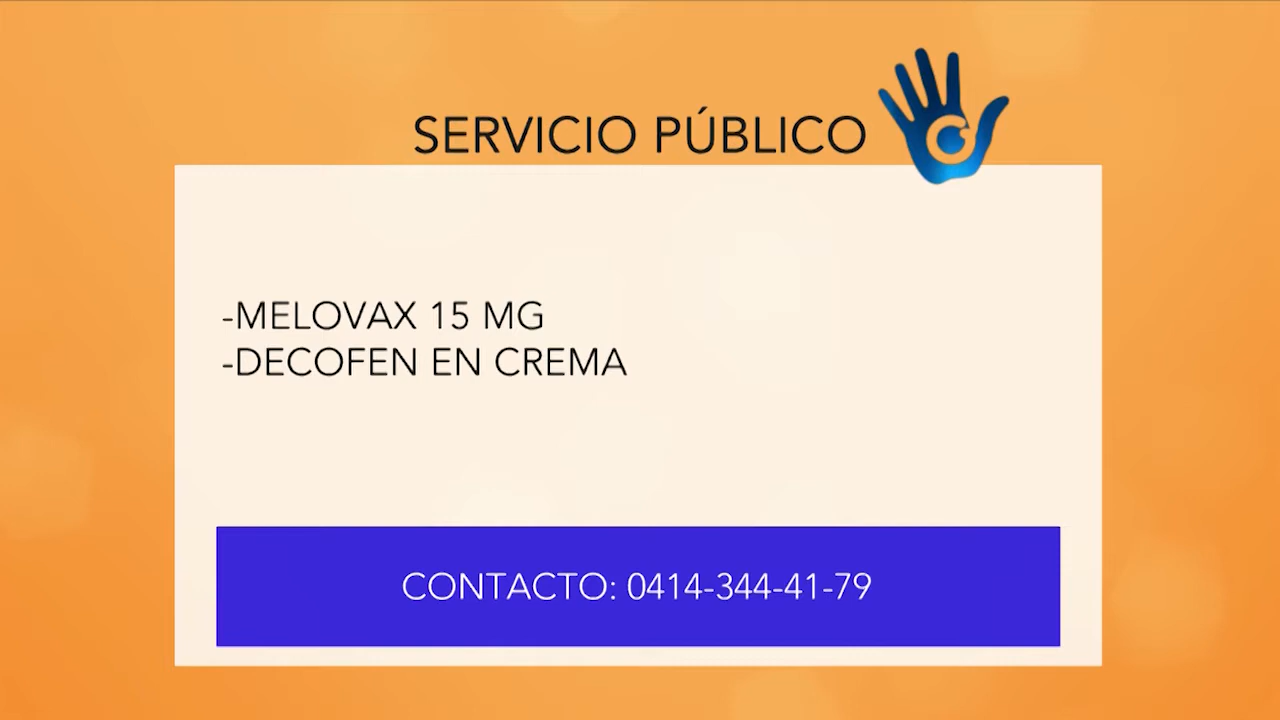 SERVICIO PÚBLICO
-MELOVAX 15 MG
-DECOFEN EN CREMA
CONTACTO: 0414-344-41-79